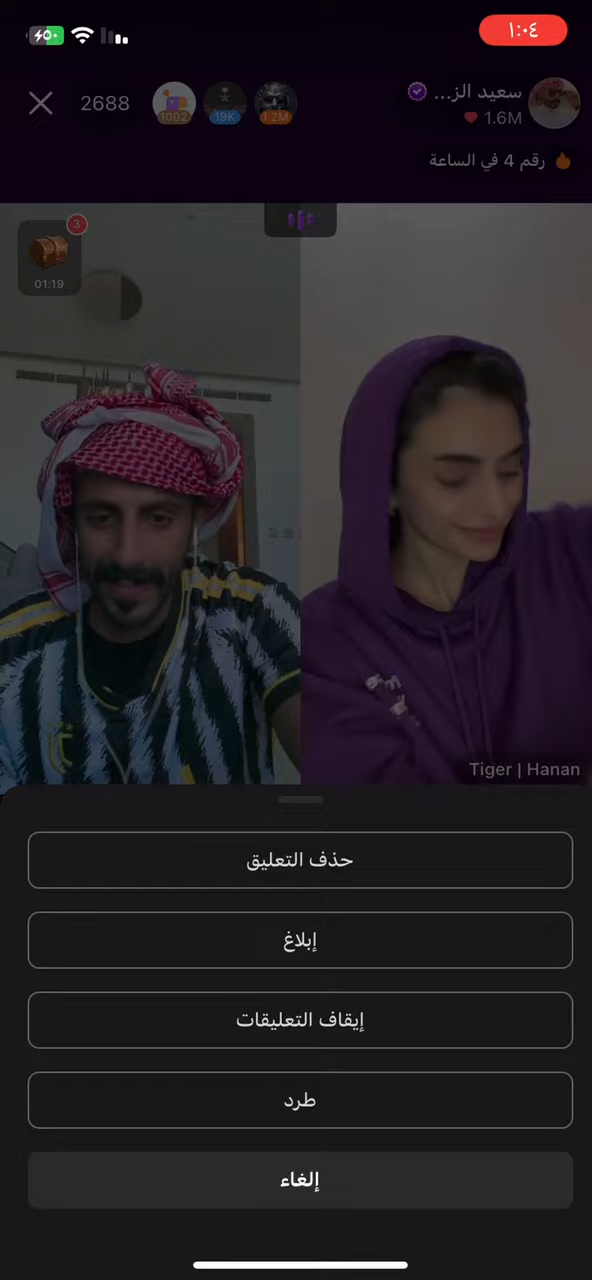 ١:٠٤
سعيد الز...
1.6M
2688
1002
19K
1.2M
رقم 4 في الساعة
3
01:19
Tiger | Hanan
حذف التعليق
إبلاغ
إيقاف التعليقات
طرد
إلغاء